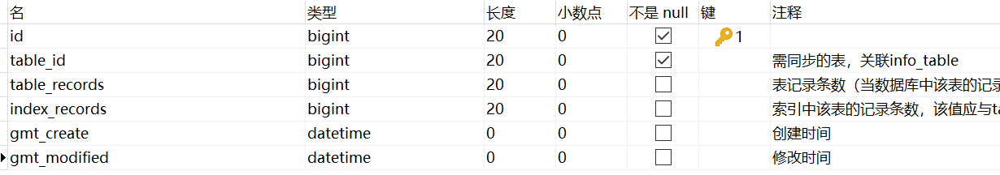 名 类型 长度 小数点 不是 null 键 注释
id bigint 20 0 1
table_id bigint 20 0 需同步的表，关联info_table
table_records bigint 20 0 表记录条数（当数据库中该表的记录
index_records bigint 20 0 索引中该表的记录条数，该值应与ta
gmt_create datetime 0 0 创建时间
gmt_modified datetime 0 0 修改时间